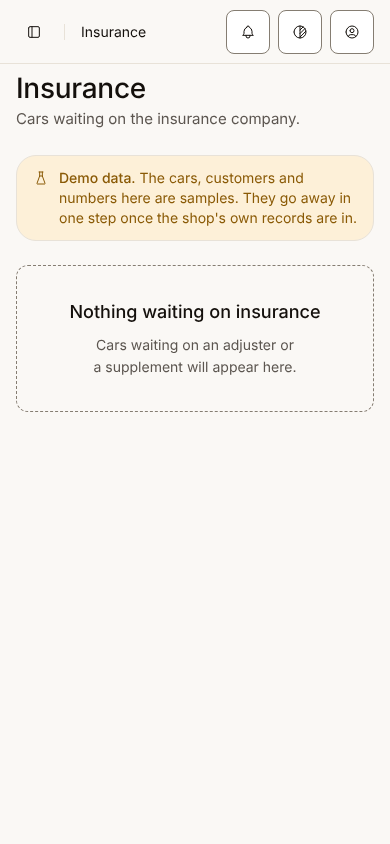 Insurance
Insurance
Cars waiting on the insurance company.
Demo data. The cars, customers and
numbers here are samples. They go away in
one step once the shop's own records are in.
Nothing waiting on insurance
Cars waiting on an adjuster or
a supplement will appear here.